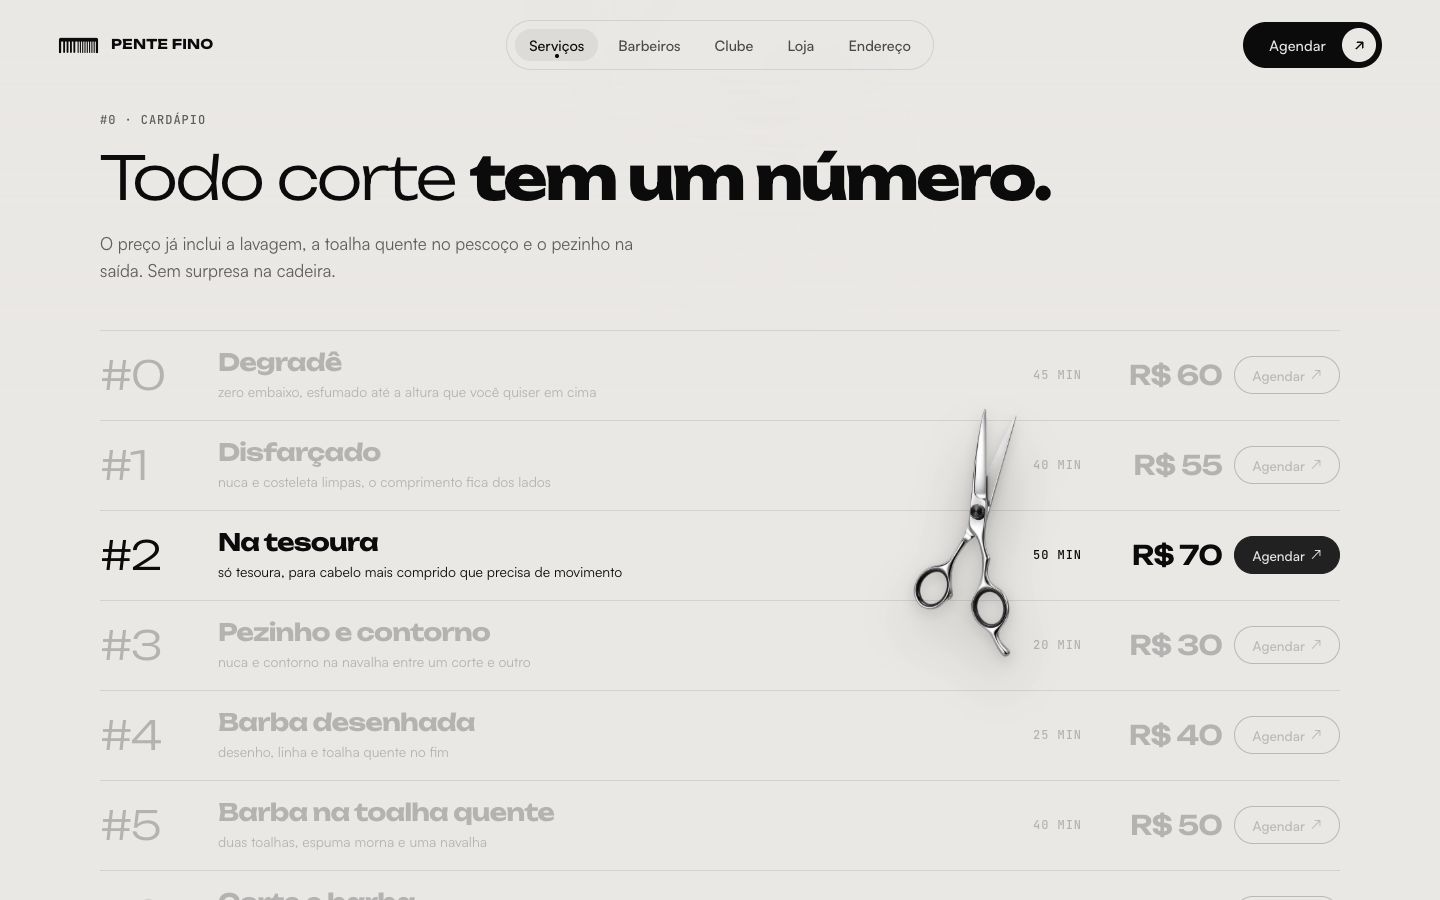 PENTE FINO
Serviços
Barbeiros
Clube
Loja
Endereço
Agendar
#0 · CARDÁPIO
Todo corte tem um número.
O preço já inclui a lavagem, a toalha quente no pescoço e o pezinho na
saída. Sem surpresa na cadeira.
#0
Degradê
zero embaixo, esfumado até a altura que você quiser em cima
45 MIN
R$ 60
Agendar ↗
#1
Disfarçado
nuca e costeleta limpas, o comprimento fica dos lados
40 MIN
R$ 55
Agendar ↗
#2
Na tesoura
só tesoura, para cabelo mais comprido que precisa de movimento
50 MIN
R$ 70
Agendar ↗
#3
Pezinho e contorno
nuca e contorno na navalha entre um corte e outro
20 MIN
R$ 30
Agendar ↗
#4
Barba desenhada
desenho, linha e toalha quente no fim
25 MIN
R$ 40
Agendar ↗
#5
Barba na toalha quente
duas toalhas, espuma morna e uma navalha
40 MIN
R$ 50
Agendar ↗
Corte e barba